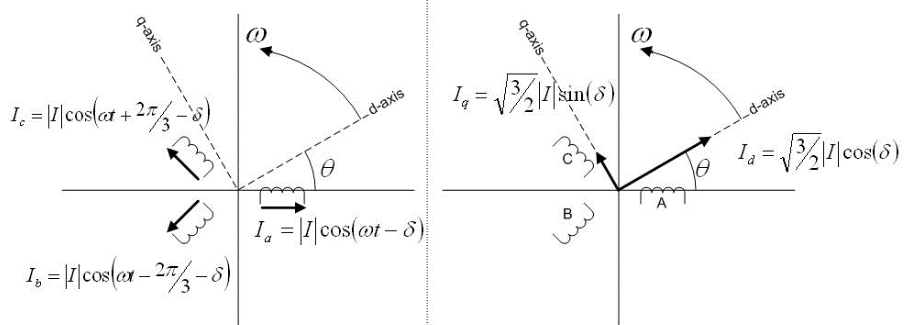 q-axis
ω
d-axis
I_c = |I|cos(ωt + 2π/3 − δ)
θ
I_a = |I|cos(ωt − δ)
I_b = |I|cos(ωt − 2π/3 − δ)
q-axis
ω
d-axis
I_q = √(3/2)|I|sin(δ)
C
θ
I_d = √(3/2)|I|cos(δ)
A
B